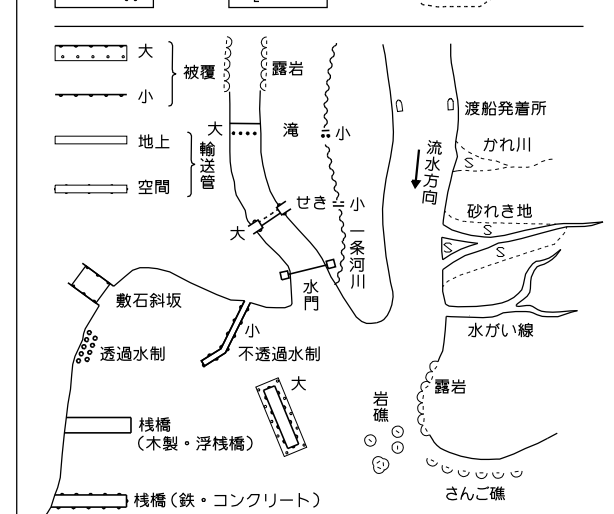 大
被覆
小
地上
輸送管
空間
露岩
大
滝
小
せき
小
大
一条河川
水門
流水方向
渡船発着所
かれ川
S
砂れき地
S
S
S
水がい線
敷石斜坂
小
透過水制
不透過水制
大
桟橋
(木製・浮桟橋)
桟橋(鉄・コンクリート)
岩礁
露岩
さんご礁